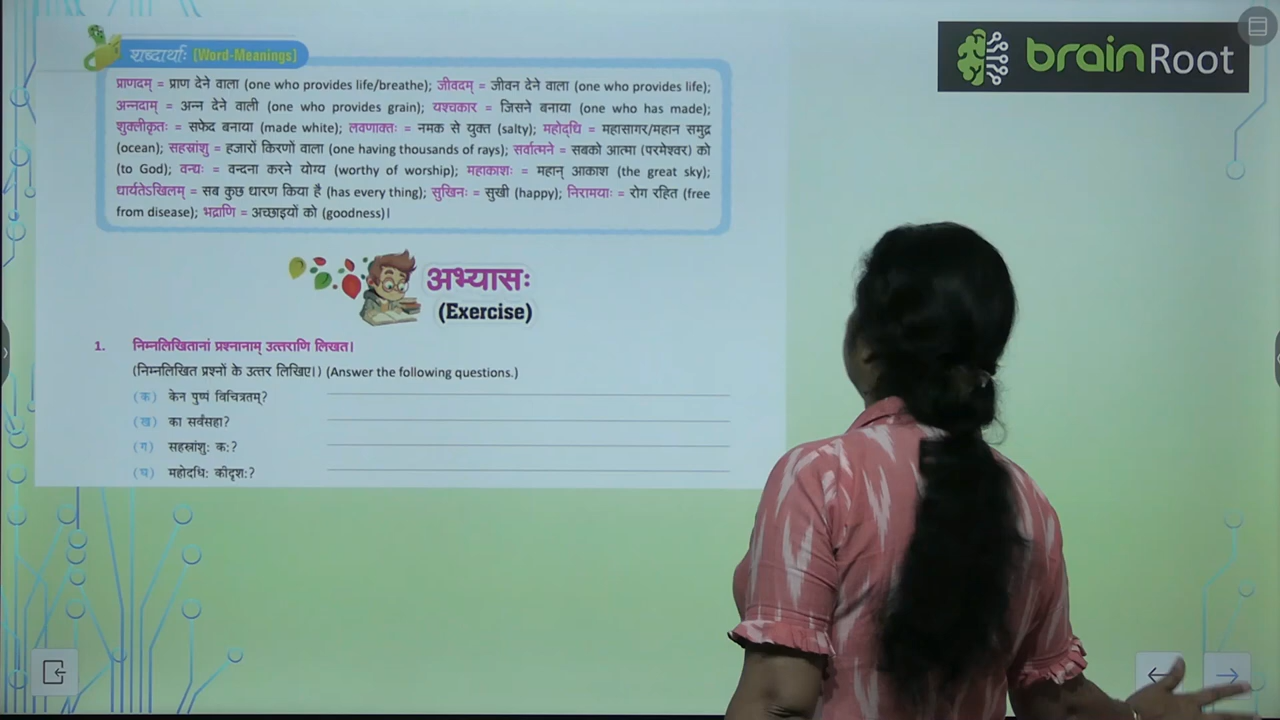 brainRoot
शब्दार्थाः (Word-Meanings)
प्राणदम् = प्राण देने वाला (one who provides life/breathe); जीवदम् = जीवन देने वाला (one who provides life);
अन्नदाम् = अन्न देने वाली (one who provides grain); यश्चकार = जिसने बनाया (one who has made);
शुक्लीकृतः = सफेद बनाया (made white); लवणाक्तः = नमक से युक्त (salty); महोद्धि = महासागर/महान समुद्र
(ocean); सहस्रांशु = हजारों किरणों वाला (one having thousands of rays); सर्वात्मने = सबको आत्मा (परमेश्वर) को
(to God); वन्द्यः = वन्दना करने योग्य (worthy of worship); महाकाशः = महान् आकाश (the great sky);
धार्यतेऽखिलम् = सब कुछ धारण किया है (has every thing); सुखिनः = सुखी (happy); निरामयाः = रोग रहित (free
from disease); भद्राणि = अच्छाइयों को (goodness)।
अभ्यासः
(Exercise)
1. निम्नलिखितानां प्रश्नानाम् उत्तराणि लिखत।
(निम्नलिखित प्रश्नों के उत्तर लिखिए।) (Answer the following questions.)
(क) केन पुष्पं विचित्रतम्?
(ख) का सर्वंसहा?
(ग) सहस्रांशुः कः?
(घ) महोदधिः कीदृशः?